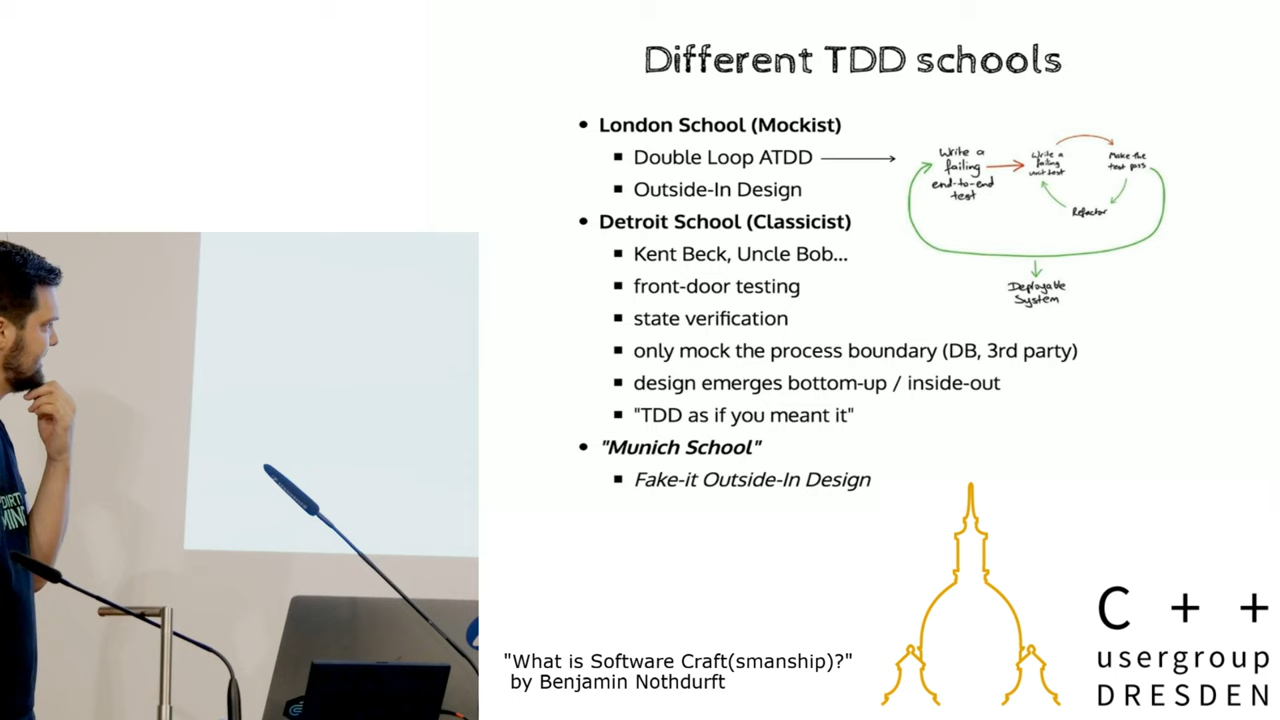 Different TDD schools
• London School (Mockist)
▪ Double Loop ATDD
▪ Outside-In Design
• Detroit School (Classicist)
▪ Kent Beck, Uncle Bob...
▪ front-door testing
▪ state verification
▪ only mock the process boundary (DB, 3rd party)
▪ design emerges bottom-up / inside-out
▪ "TDD as if you meant it"
• "Munich School"
▪ Fake-it Outside-In Design
Write a
failing
end-to-end
test
Write a
failing
unit test
Make the
test pass
Refactor
Deployable
System
DIRTY
MIN
"What is Software Craft(smanship)?"
by Benjamin Nothdurft
C + +
usergroup
DRESDEN